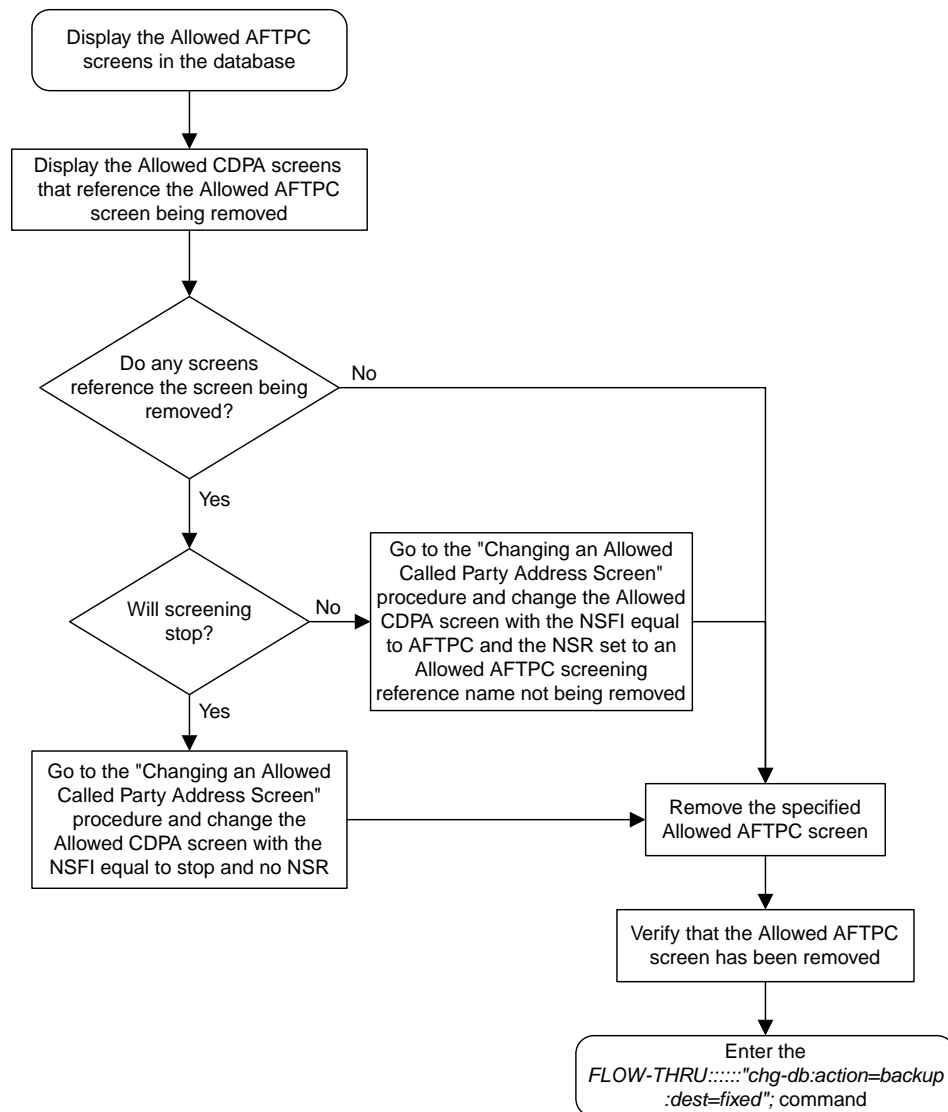 Display the Allowed AFTPC
screens in the database
Display the Allowed CDPA screens
that reference the Allowed AFTPC
screen being removed
Do any screens
reference the screen being
removed?
No
Yes
Will screening
stop?
No
Go to the "Changing an Allowed
Called Party Address Screen"
procedure and change the Allowed
CDPA screen with the NSFI equal
to AFTPC and the NSR set to an
Allowed AFTPC screening
reference name not being removed
Yes
Go to the "Changing an Allowed
Called Party Address Screen"
procedure and change the
Allowed CDPA screen with the
NSFI equal to stop and no NSR
Remove the specified
Allowed AFTPC screen
Verify that the Allowed AFTPC
screen has been removed
Enter the
FLOW-THRU::::::"chg-db:action=backup
:dest=fixed"; command